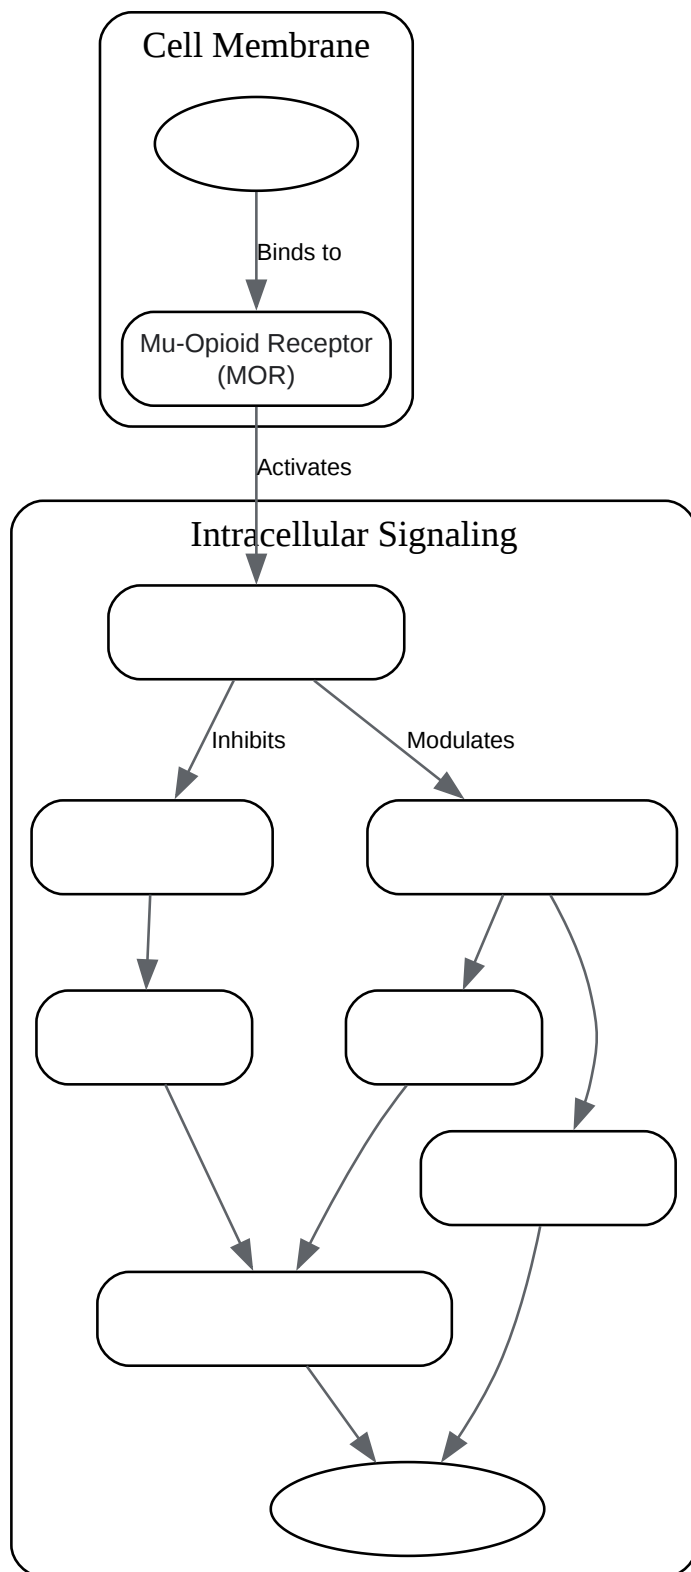 Cell Membrane
Binds to
Mu-Opioid Receptor
(MOR)
Activates
Intracellular Signaling
Inhibits
Modulates